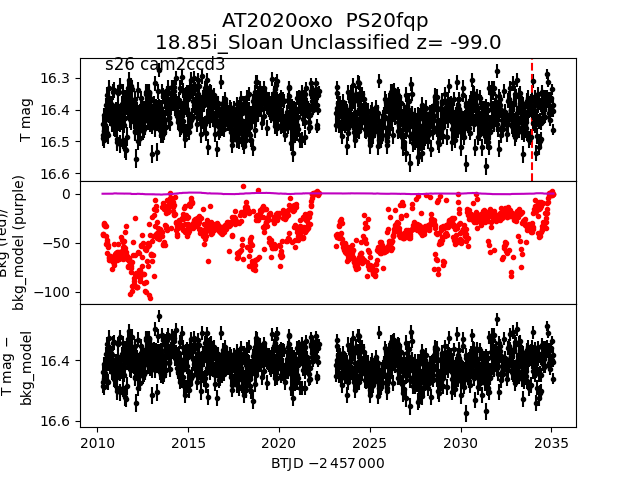 AT2020oxo  PS20fqp
18.85i_Sloan Unclassified z= -99.0
s26 cam2ccd3
16.3
16.4
16.5
16.6
T mag
0
−50
−100
Bkg (red)/
bkg_model (purple)
16.4
16.6
T mag −
bkg_model
2010
2015
2020
2025
2030
2035
BTJD −2 457 000